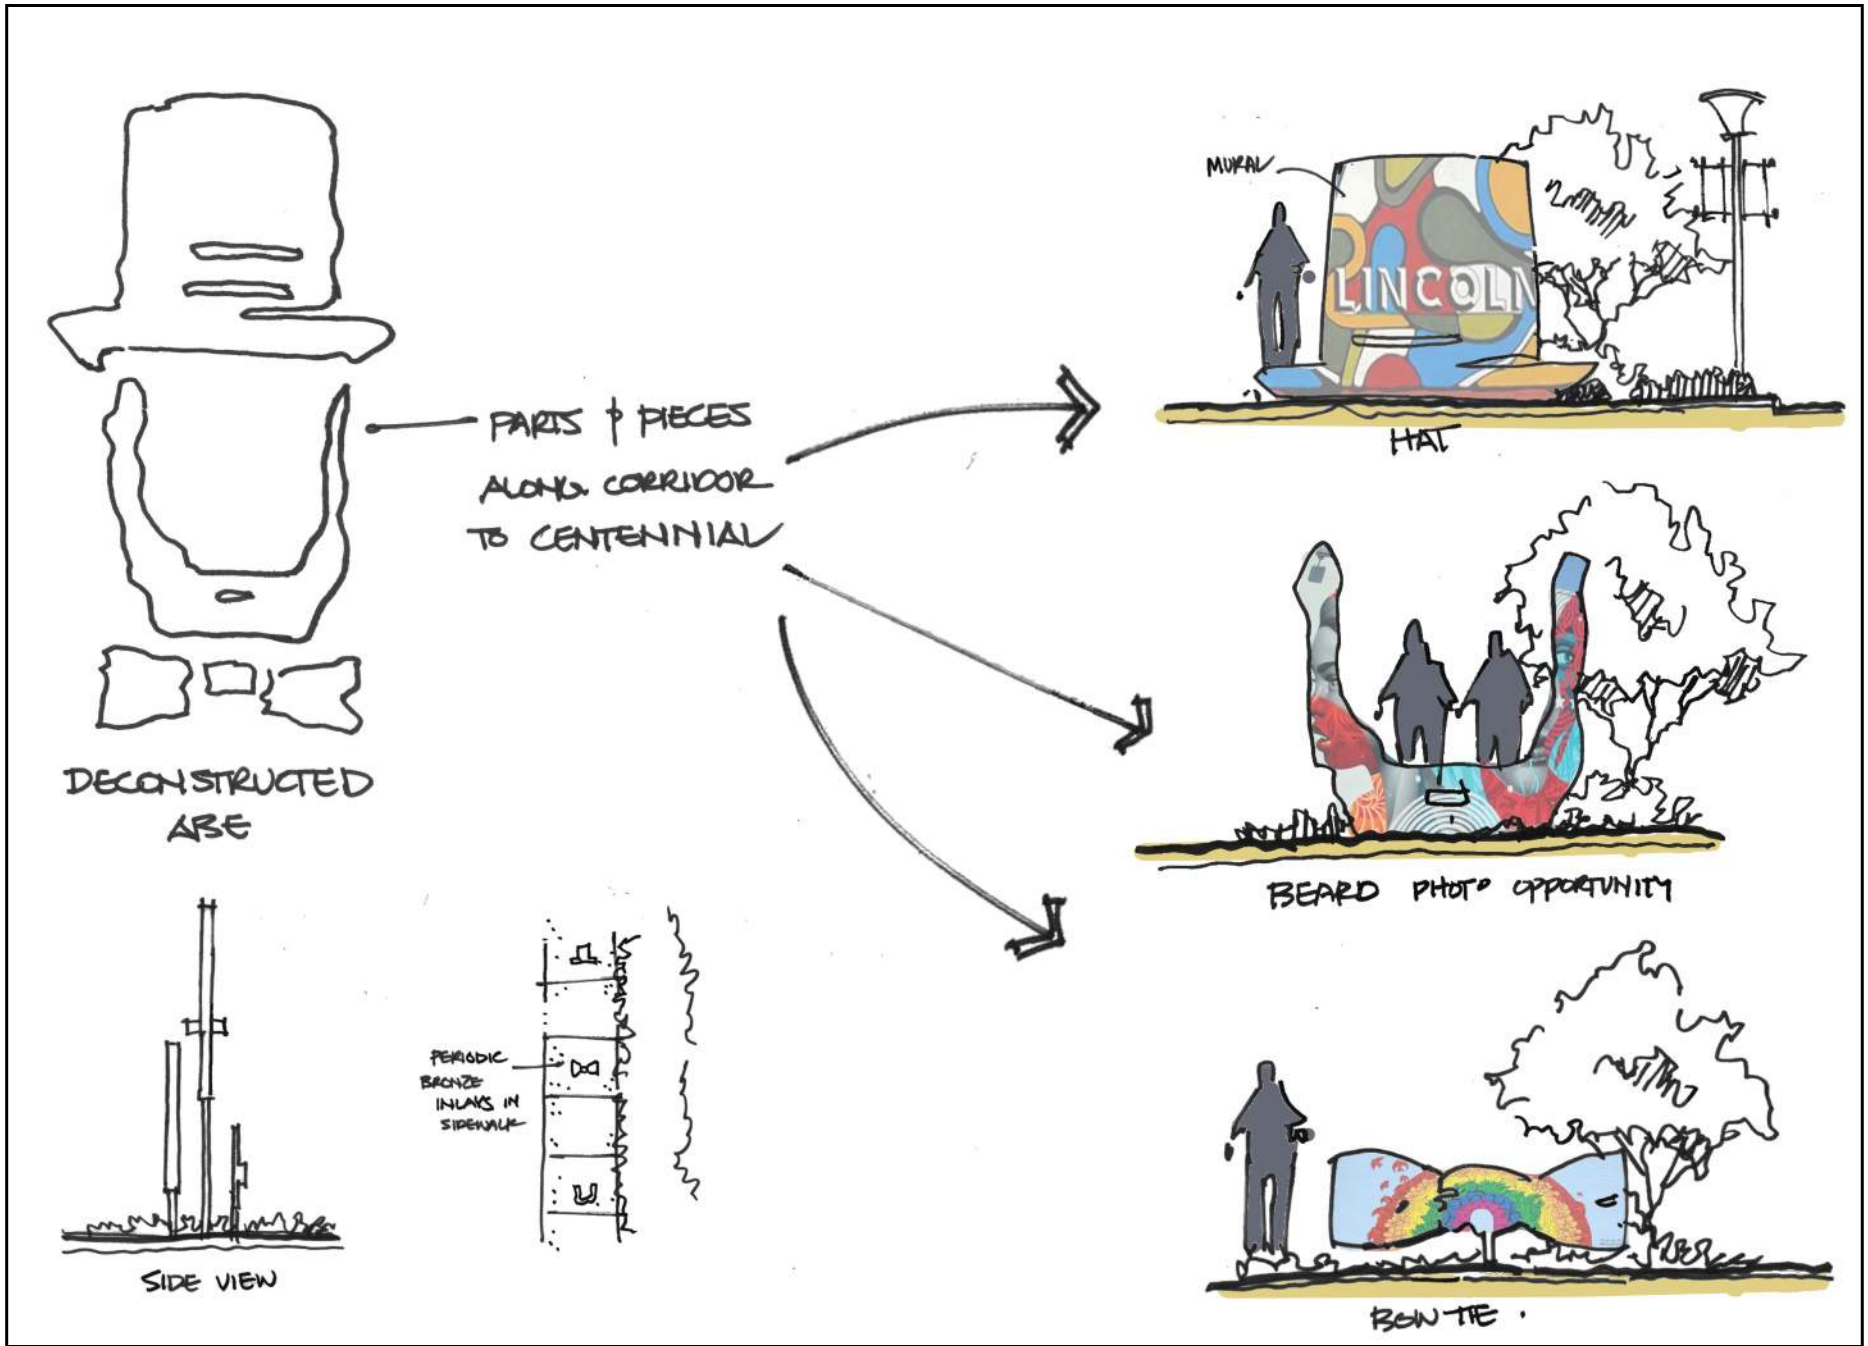 PARTS & PIECES
ALONG CORRIDOR
TO CENTENNIAL
DECONSTRUCTED
ABE
SIDE VIEW
PERIODIC
BRONZE
INLAYS IN
SIDEWALK
MURAL
LINCOLN
HAT
BEARD PHOTO OPPORTUNITY
BOW TIE.